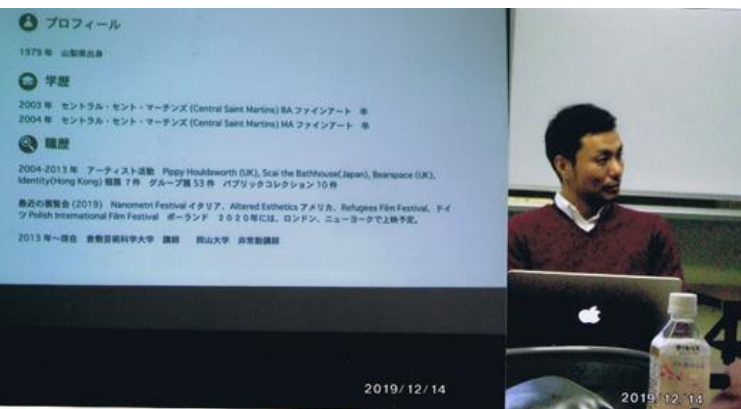 プロフィール
1979年 山梨県出身
学歴
2003年 セントラル・セント・マーチンズ (Central Saint Martins) BA ファインアート 卒
2004年 セントラル・セント・マーチンズ (Central Saint Martins) MA ファインアート 卒
職歴
2004-2013年 アーティスト活動 Pippy Houldsworth (UK), Scai the Bathhouse(Japan), Bearspace (UK),
Identity(Hong Kong) 個展 7件 グループ展 53件 パブリックコレクション 10件
最近の展覧会 (2019) Nanometri Festival イタリア、Altered Esthetics アメリカ、Refugees Film Festival、ドイ
ツ Polish International Film Festival ポーランド 2020年には、ロンドン、ニューヨークで上映予定。
2013年〜現在 倉敷芸術科学大学 講師 岡山大学 非常勤講師
2019/12/14
2019/12/14